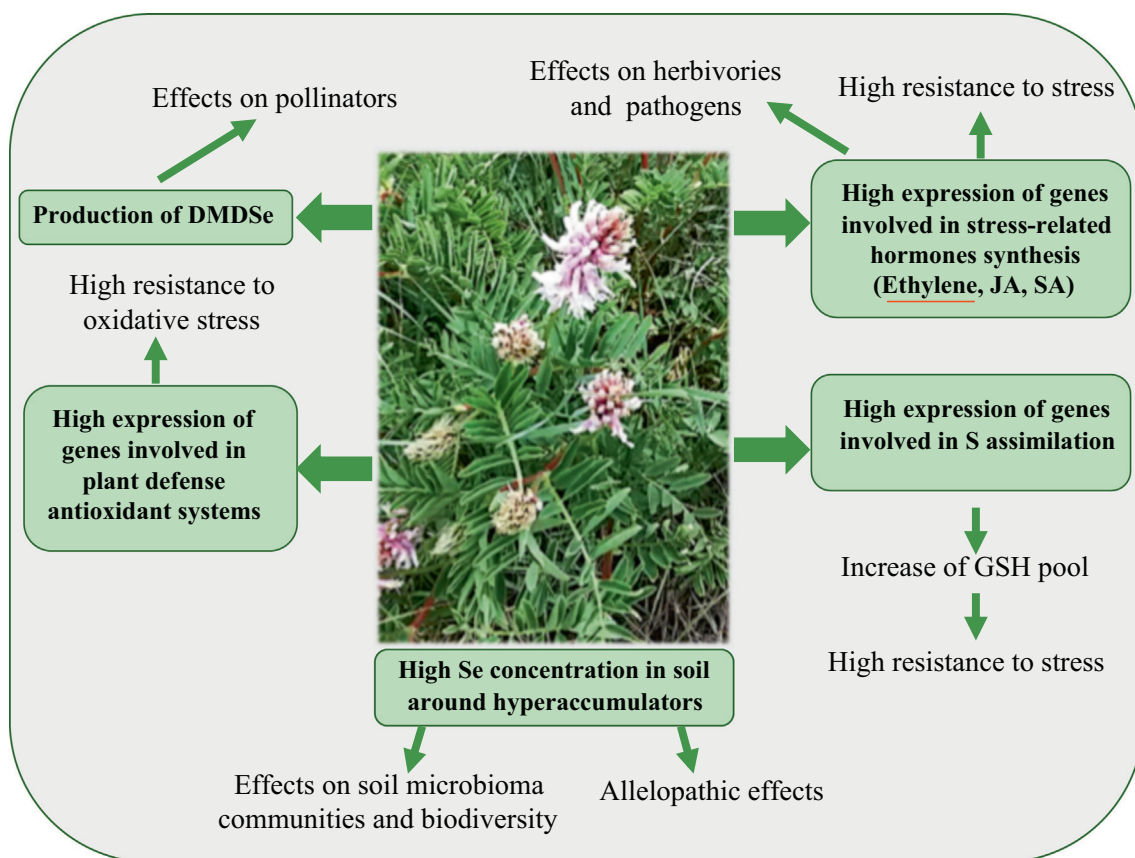 Effects on pollinators
Effects on herbivories
and pathogens
High resistance to stress
Production of DMDSe
High expression of genes
involved in stress-related
hormones synthesis
(Ethylene, JA, SA)
High resistance to
oxidative stress
High expression of
genes involved in
plant defense
antioxidant systems
High expression of genes
involved in S assimilation
Increase of GSH pool
High resistance to stress
High Se concentration in soil
around hyperaccumulators
Effects on soil microbioma
communities and biodiversity
Allelopathic effects